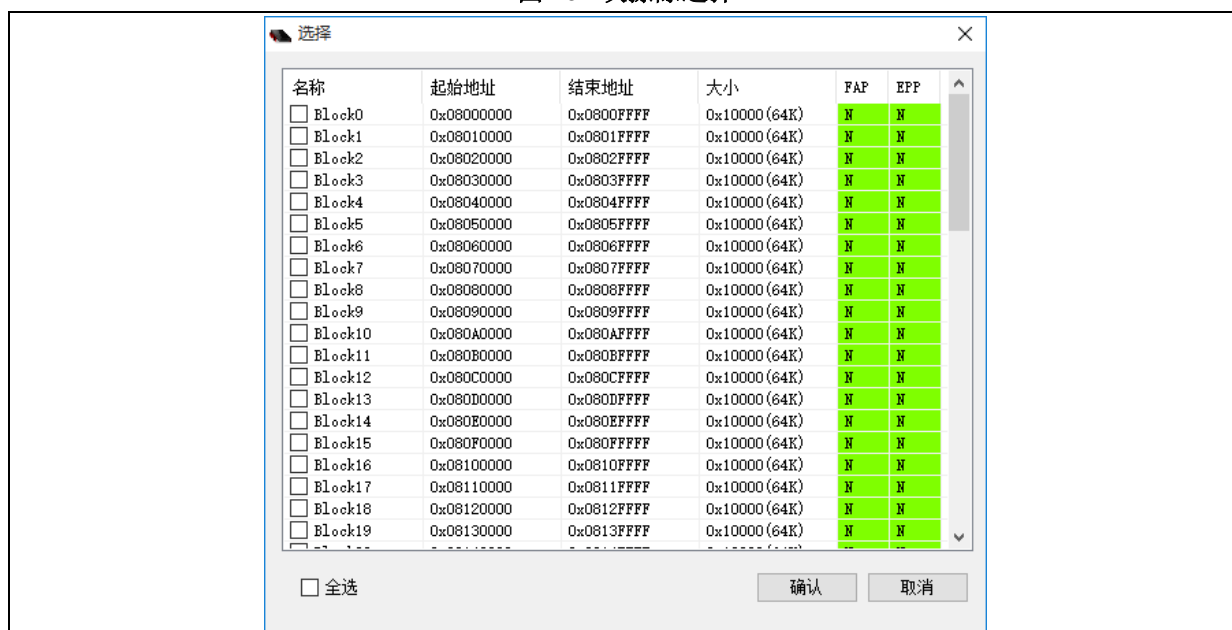 选择
名称 起始地址 结束地址 大小 FAP EPP
Block0 0x08000000 0x0800FFFF 0x10000(64K) N N
Block1 0x08010000 0x0801FFFF 0x10000(64K) N N
Block2 0x08020000 0x0802FFFF 0x10000(64K) N N
Block3 0x08030000 0x0803FFFF 0x10000(64K) N N
Block4 0x08040000 0x0804FFFF 0x10000(64K) N N
Block5 0x08050000 0x0805FFFF 0x10000(64K) N N
Block6 0x08060000 0x0806FFFF 0x10000(64K) N N
Block7 0x08070000 0x0807FFFF 0x10000(64K) N N
Block8 0x08080000 0x0808FFFF 0x10000(64K) N N
Block9 0x08090000 0x0809FFFF 0x10000(64K) N N
Block10 0x080A0000 0x080AFFFF 0x10000(64K) N N
Block11 0x080B0000 0x080BFFFF 0x10000(64K) N N
Block12 0x080C0000 0x080CFFFF 0x10000(64K) N N
Block13 0x080D0000 0x080DFFFF 0x10000(64K) N N
Block14 0x080E0000 0x080EFFFF 0x10000(64K) N N
Block15 0x080F0000 0x080FFFFF 0x10000(64K) N N
Block16 0x08100000 0x0810FFFF 0x10000(64K) N N
Block17 0x08110000 0x0811FFFF 0x10000(64K) N N
Block18 0x08120000 0x0812FFFF 0x10000(64K) N N
Block19 0x08130000 0x0813FFFF 0x10000(64K) N N
全选 确认 取消